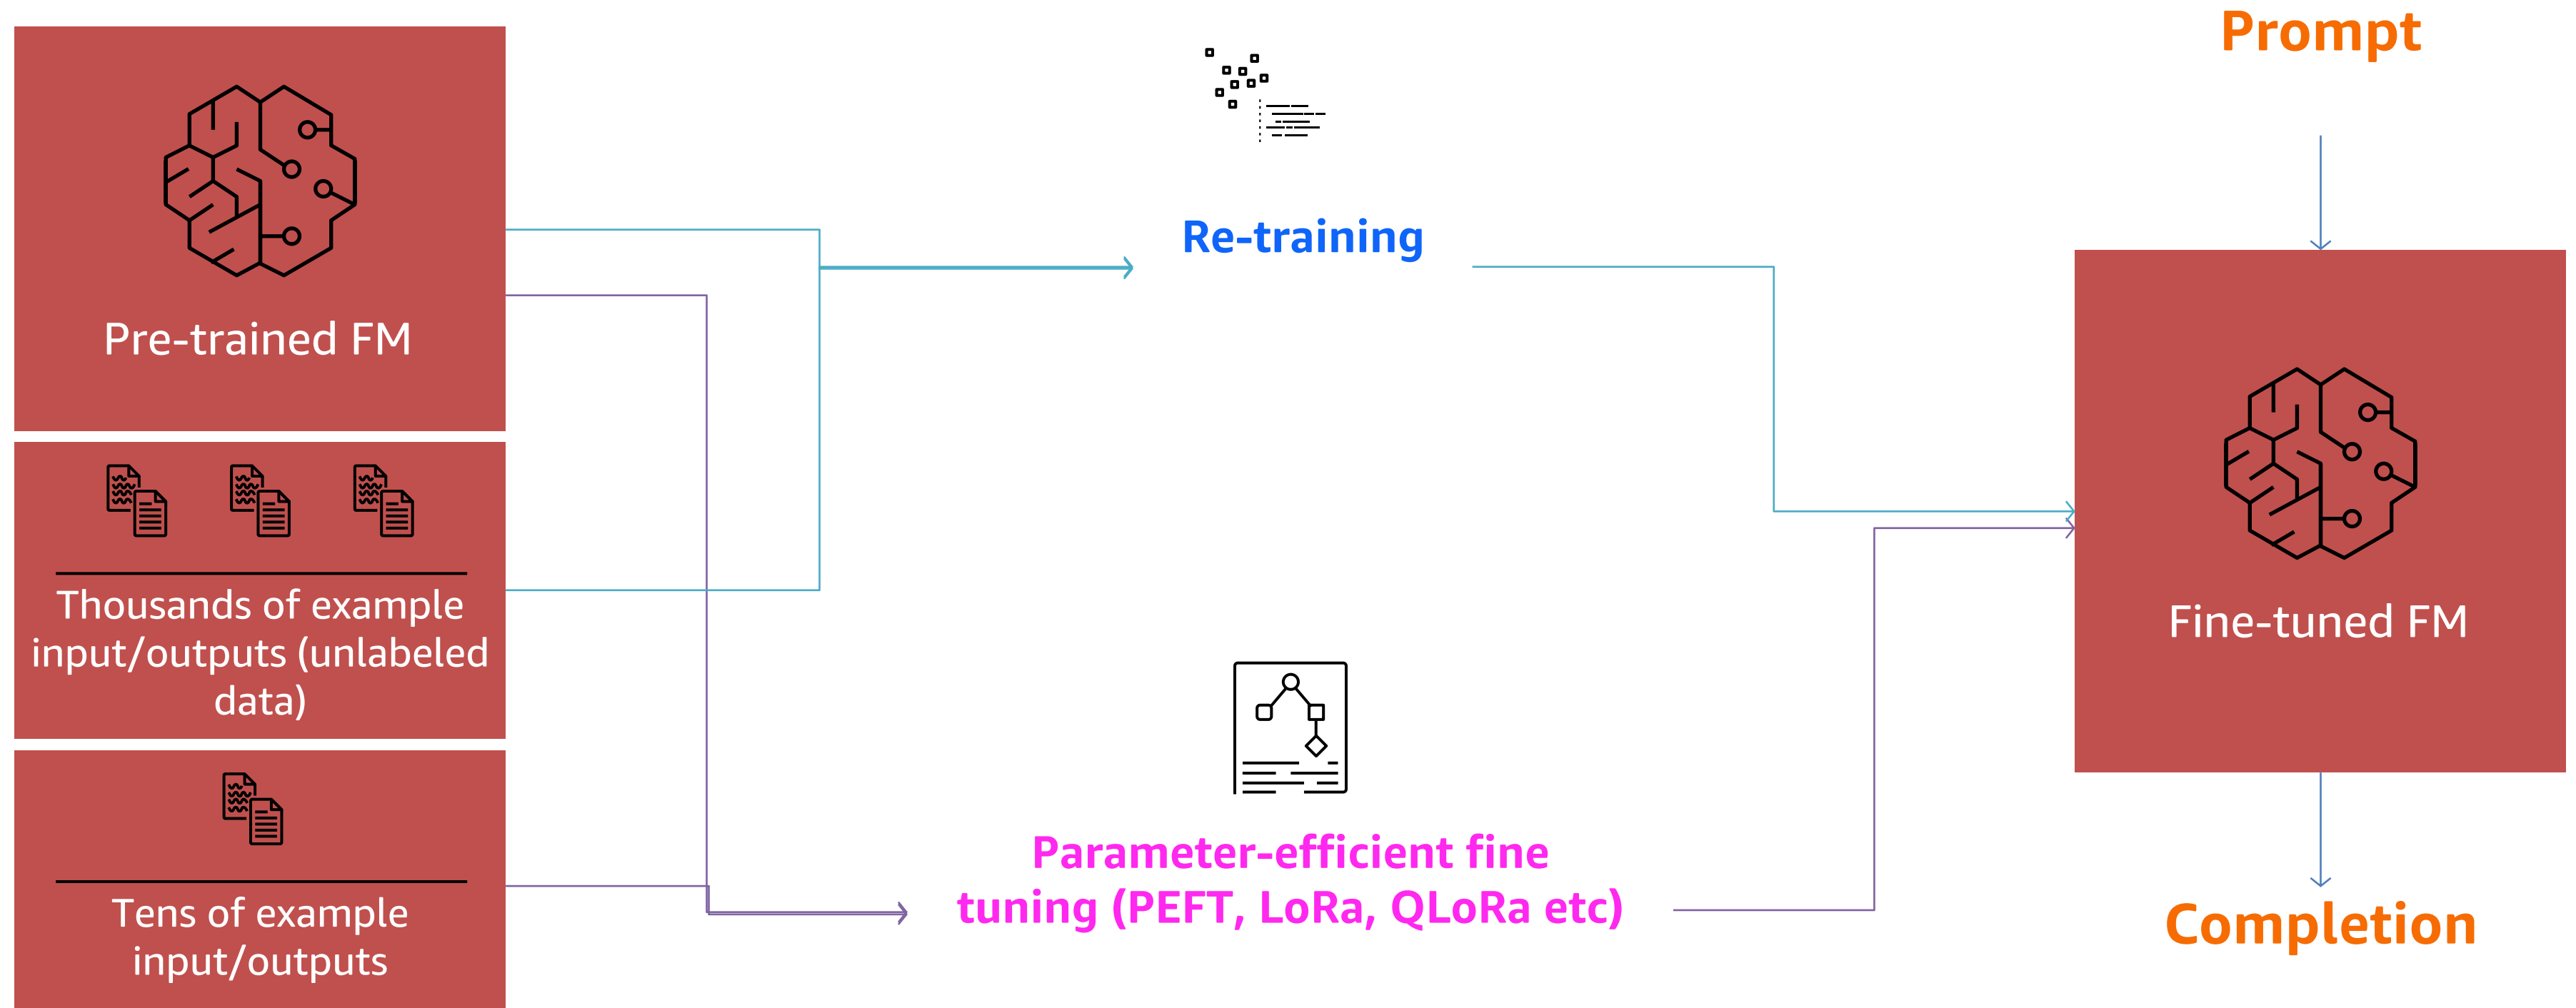 Prompt
Re-training
Pre-trained FM
Thousands of example
input/outputs (unlabeled
data)
Fine-tuned FM
Tens of example
input/outputs
Parameter-efficient fine
tuning (PEFT, LoRa, QLoRa etc)
Completion